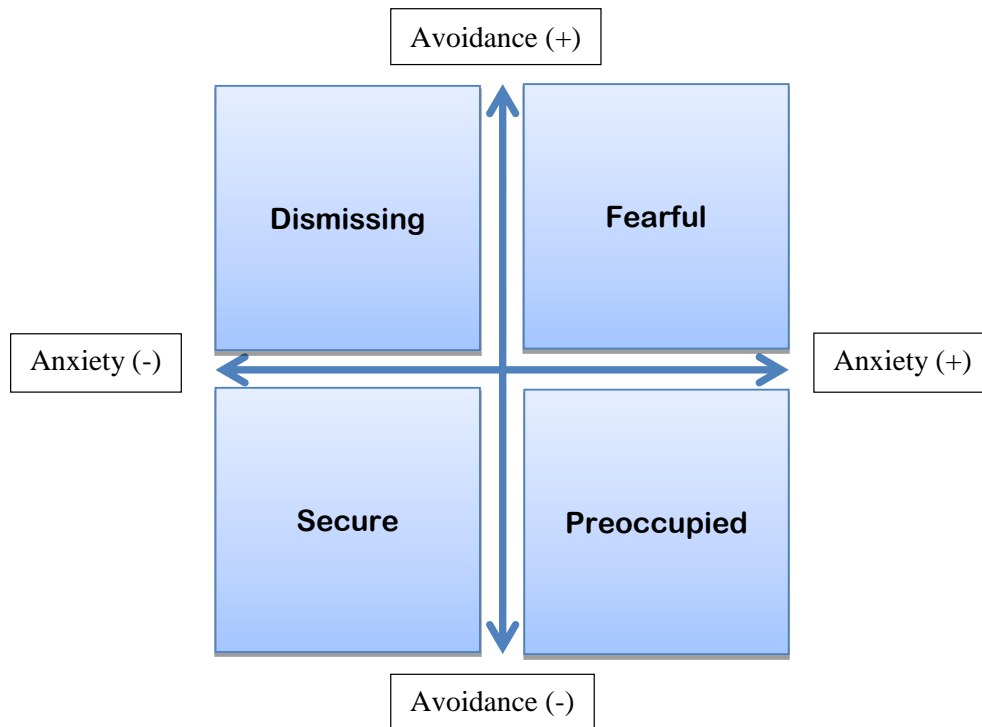 Avoidance (+)
Dismissing
Fearful
Anxiety (-)
Anxiety (+)
Secure
Preoccupied
Avoidance (-)